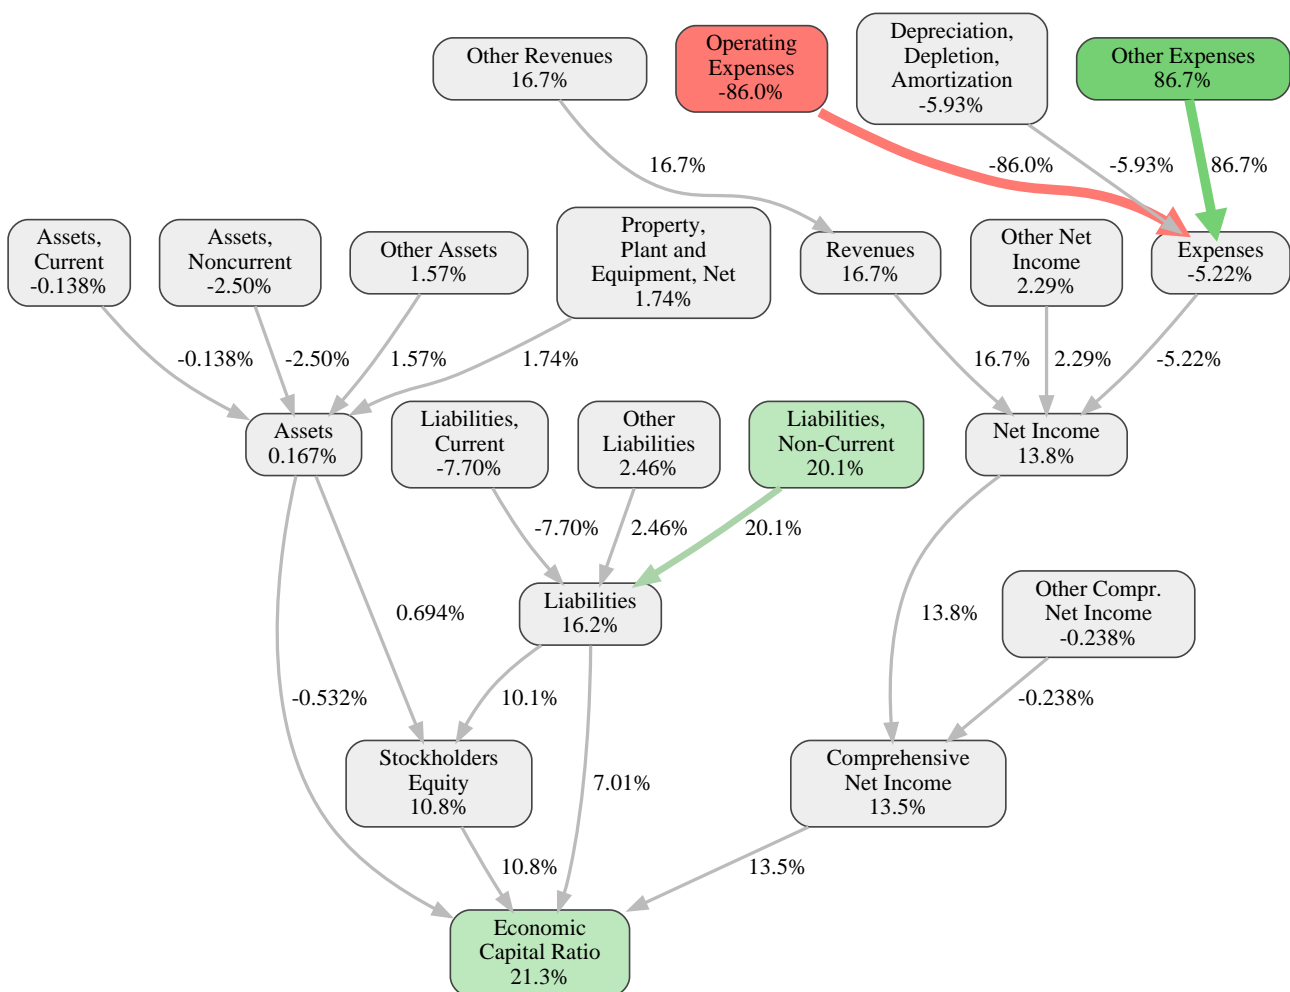 Other Revenues
16.7%
Operating
Expenses
-86.0%
Depreciation,
Depletion,
Amortization
-5.93%
Other Expenses
86.7%
16.7%
-86.0%
-5.93%
86.7%
Assets,
Current
-0.138%
Assets,
Noncurrent
-2.50%
Other Assets
1.57%
Property,
Plant and
Equipment, Net
1.74%
Revenues
16.7%
Other Net
Income
2.29%
Expenses
-5.22%
-0.138%
-2.50%
1.57%
1.74%
16.7%
2.29%
-5.22%
Assets
0.167%
Liabilities,
Current
-7.70%
Other
Liabilities
2.46%
Liabilities,
Non-Current
20.1%
Net Income
13.8%
-7.70%
2.46%
20.1%
Liabilities
16.2%
Other Compr.
Net Income
-0.238%
0.694%
13.8%
-0.532%
10.1%
-0.238%
Stockholders
Equity
10.8%
7.01%
Comprehensive
Net Income
13.5%
10.8%
13.5%
Economic
Capital Ratio
21.3%